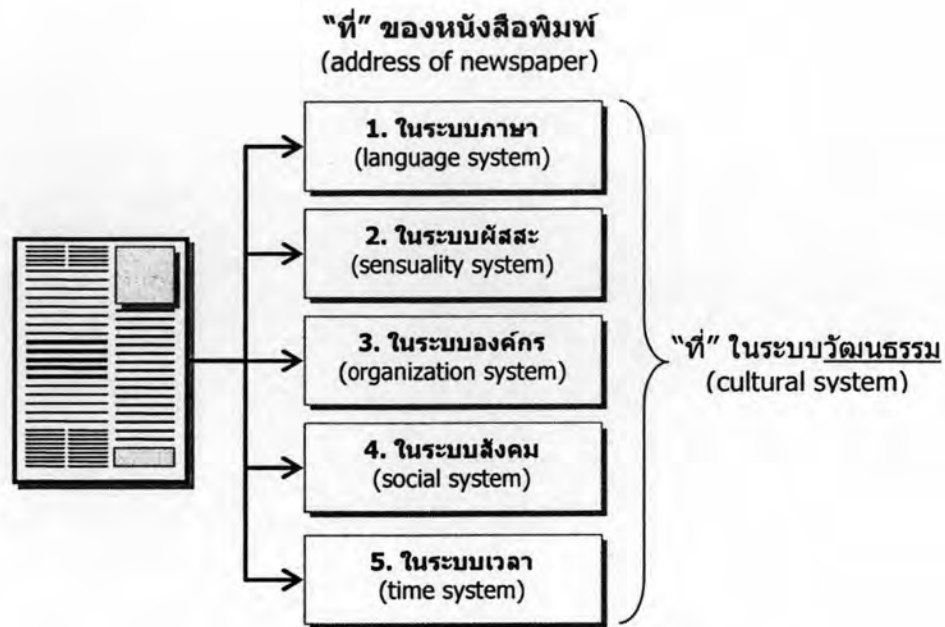 “ที่” ของหนังสือพิมพ์
(address of newspaper)
1. ในระบบภาษา
(language system)
2. ในระบบผัสสะ
(sensuality system)
3. ในระบบองค์กร
(organization system)
4. ในระบบสังคม
(social system)
5. ในระบบเวลา
(time system)
“ที่” ในระบบวัฒนธรรม
(cultural system)